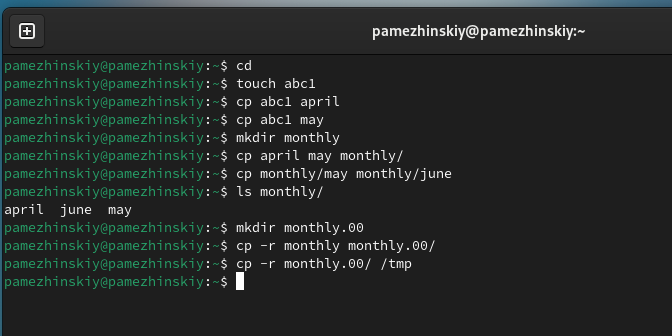 pamezhinskiy@pamezhinskiy:~
pamezhinskiy@pamezhinskiy:~$ cd
pamezhinskiy@pamezhinskiy:~$ touch abc1
pamezhinskiy@pamezhinskiy:~$ cp abc1 april
pamezhinskiy@pamezhinskiy:~$ cp abc1 may
pamezhinskiy@pamezhinskiy:~$ mkdir monthly
pamezhinskiy@pamezhinskiy:~$ cp april may monthly/
pamezhinskiy@pamezhinskiy:~$ cp monthly/may monthly/june
pamezhinskiy@pamezhinskiy:~$ ls monthly/
april  june  may
pamezhinskiy@pamezhinskiy:~$ mkdir monthly.00
pamezhinskiy@pamezhinskiy:~$ cp -r monthly monthly.00/
pamezhinskiy@pamezhinskiy:~$ cp -r monthly.00/ /tmp
pamezhinskiy@pamezhinskiy:~$